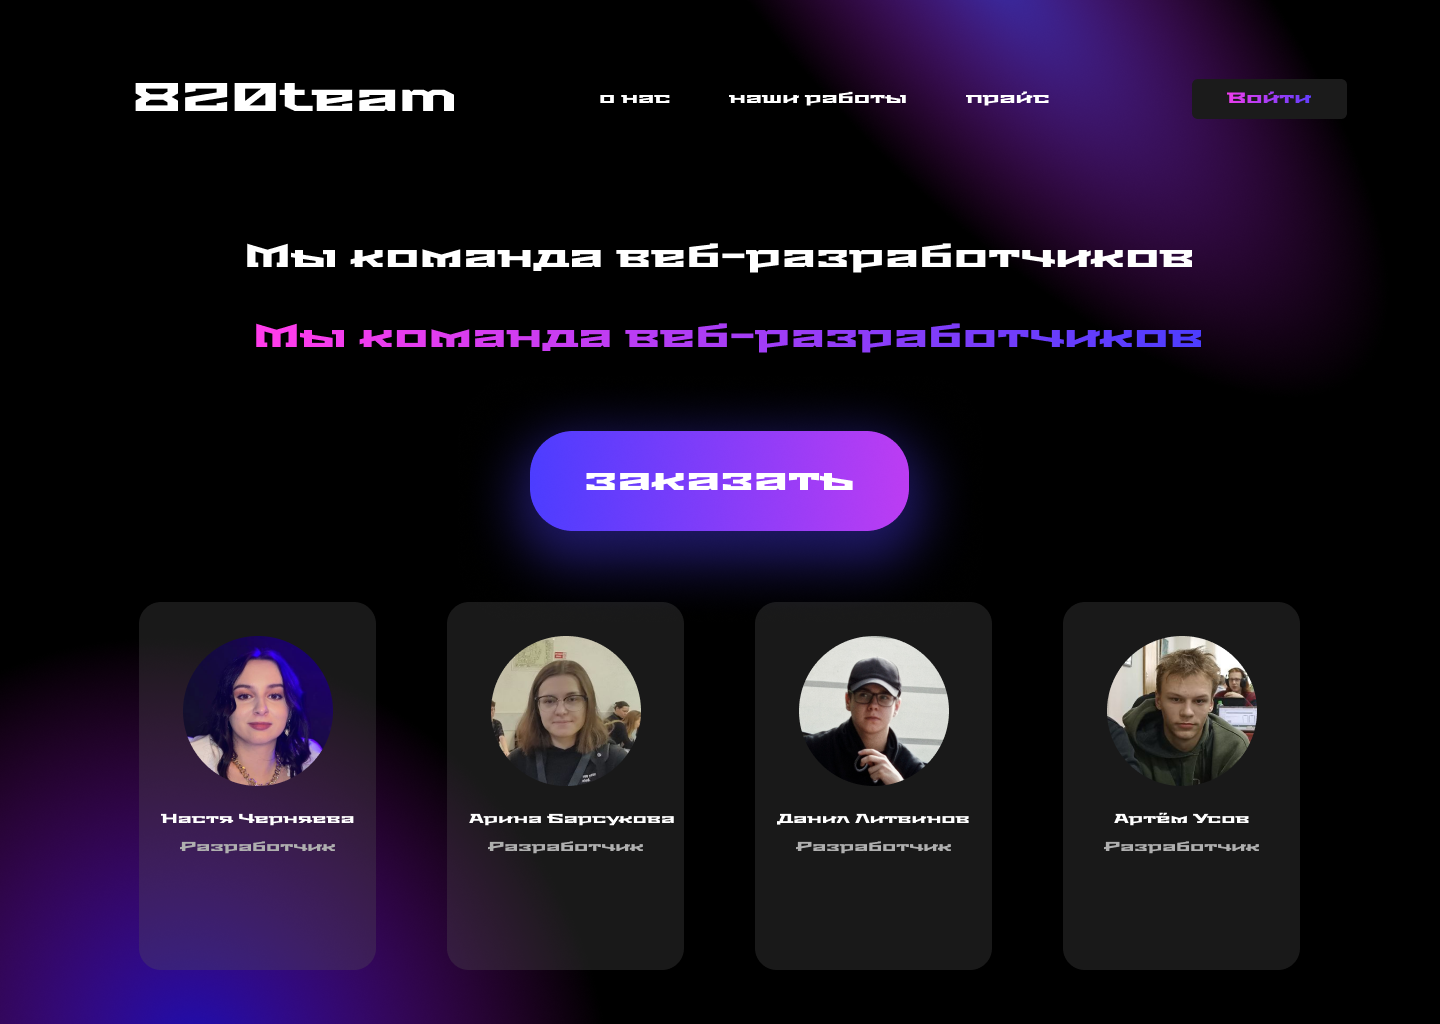 820team
о нас
наши работы
прайс
Войти
Мы команда веб-разработчиков
Мы команда веб-разработчиков
заказать
Настя Черняева
Разработчик
Арина Барсукова
Разработчик
Данил Литвинов
Разработчик
Артём Усов
Разработчик